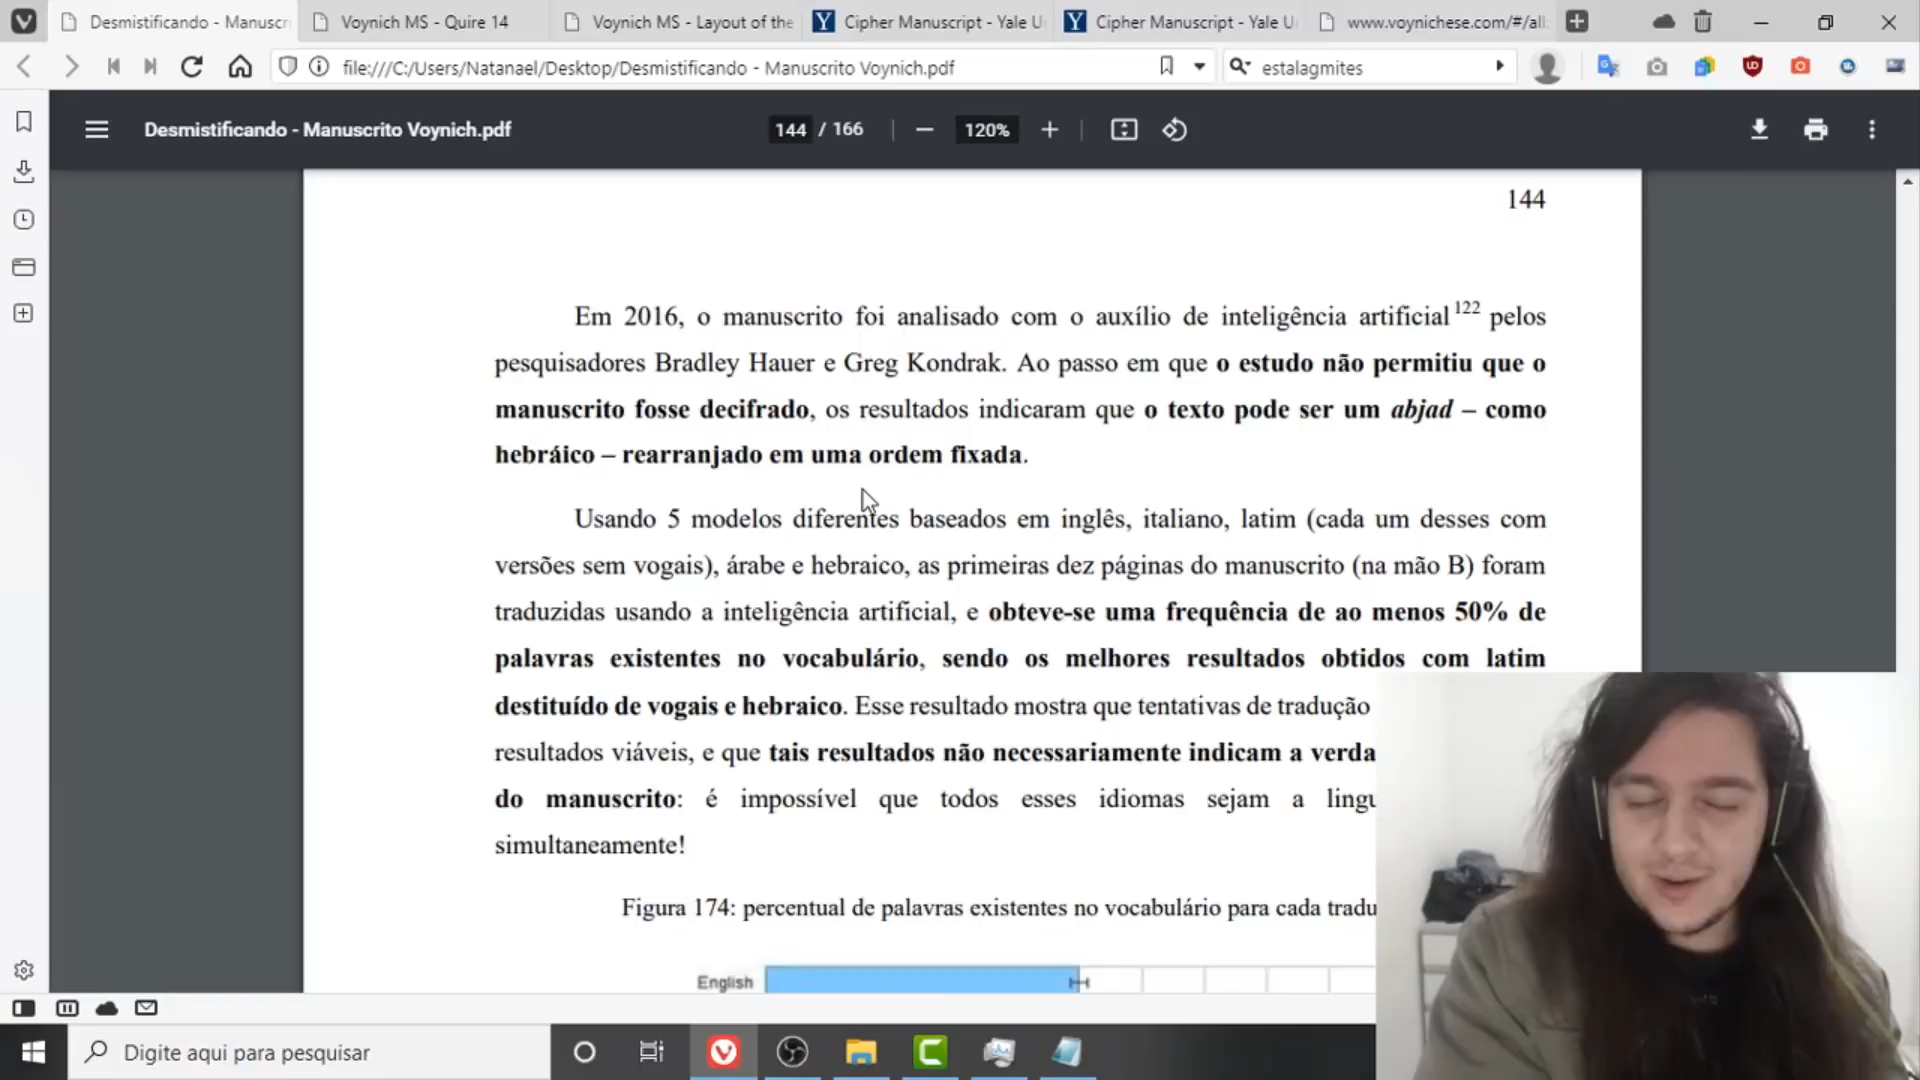 Desmistificando - Manuscri
Voynich MS - Quire 14
Voynich MS - Layout of the
Y
Cipher Manuscript - Yale U
Y
Cipher Manuscript - Yale U
www.voynichese.com/#/all
file:///C:/Users/Natanael/Desktop/Desmistificando - Manuscrito Voynich.pdf
estalagmites
Desmistificando - Manuscrito Voynich.pdf
144 / 166
120%
144
Em 2016, o manuscrito foi analisado com o auxílio de inteligência artificial122 pelos
pesquisadores Bradley Hauer e Greg Kondrak. Ao passo em que o estudo não permitiu que o
manuscrito fosse decifrado, os resultados indicaram que o texto pode ser um abjad – como
hebráico – rearranjado em uma ordem fixada.
Usando 5 modelos diferentes baseados em inglês, italiano, latim (cada um desses com
versões sem vogais), árabe e hebraico, as primeiras dez páginas do manuscrito (na mão B) foram
traduzidas usando a inteligência artificial, e obteve-se uma frequência de ao menos 50% de
palavras existentes no vocabulário, sendo os melhores resultados obtidos com latim
destituído de vogais e hebraico. Esse resultado mostra que tentativas de tradução
resultados viáveis, e que tais resultados não necessariamente indicam a verda
do manuscrito: é impossível que todos esses idiomas sejam a lingu
simultaneamente!
Figura 174: percentual de palavras existentes no vocabulário para cada tradu
English
Digite aqui para pesquisar